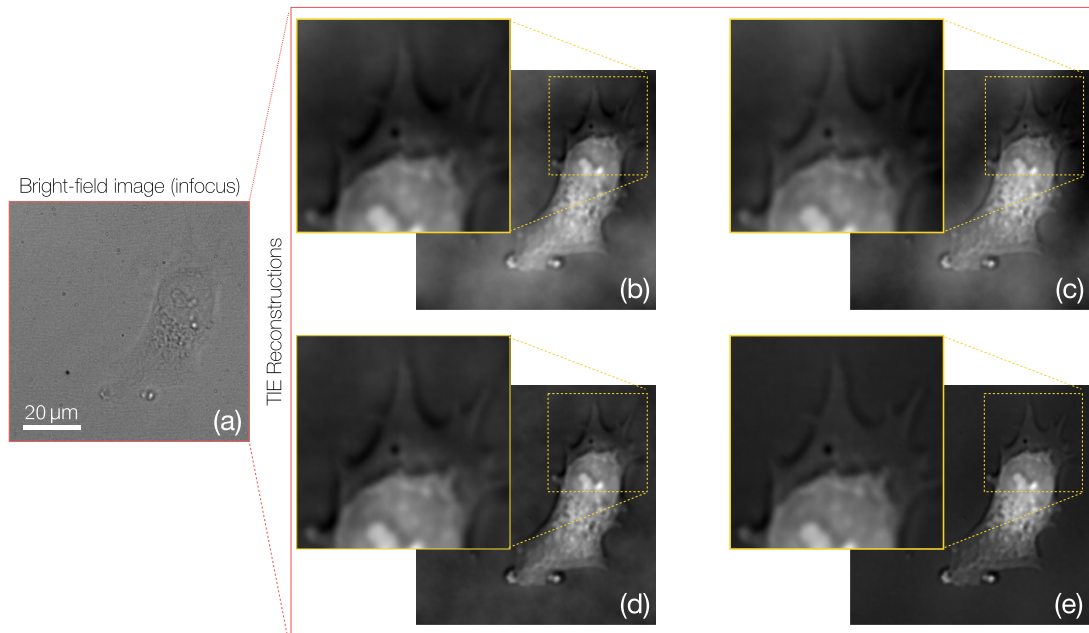 Bright-field image (infocus)
20 µm
(a)
TIE Reconstructions
(b)
(c)
(d)
(e)